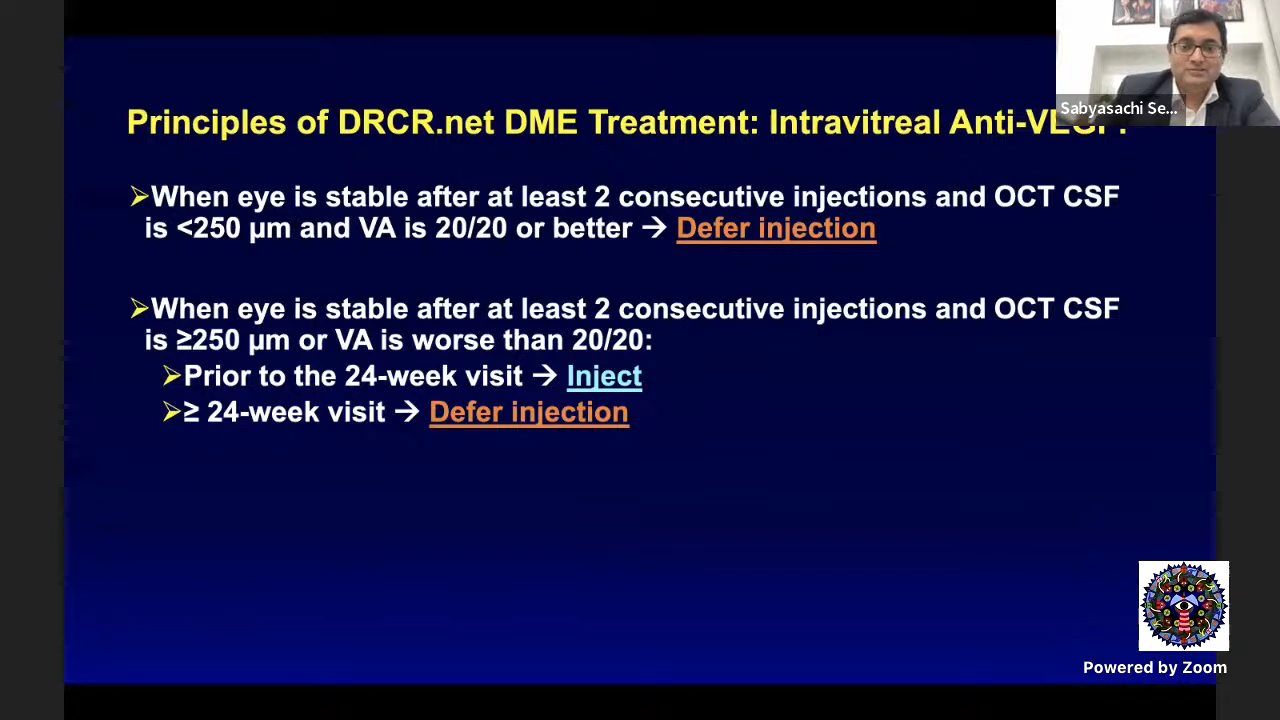 Principles of DRCR.net DME Treatment: Intravitreal
Sabyasachi Se...
➢When eye is stable after at least 2 consecutive injections and OCT CSF
is <250 µm and VA is 20/20 or better → Defer injection
➢When eye is stable after at least 2 consecutive injections and OCT CSF
is ≥250 µm or VA is worse than 20/20:
➢Prior to the 24-week visit → Inject
➢≥ 24-week visit → Defer injection
Powered by Zoom